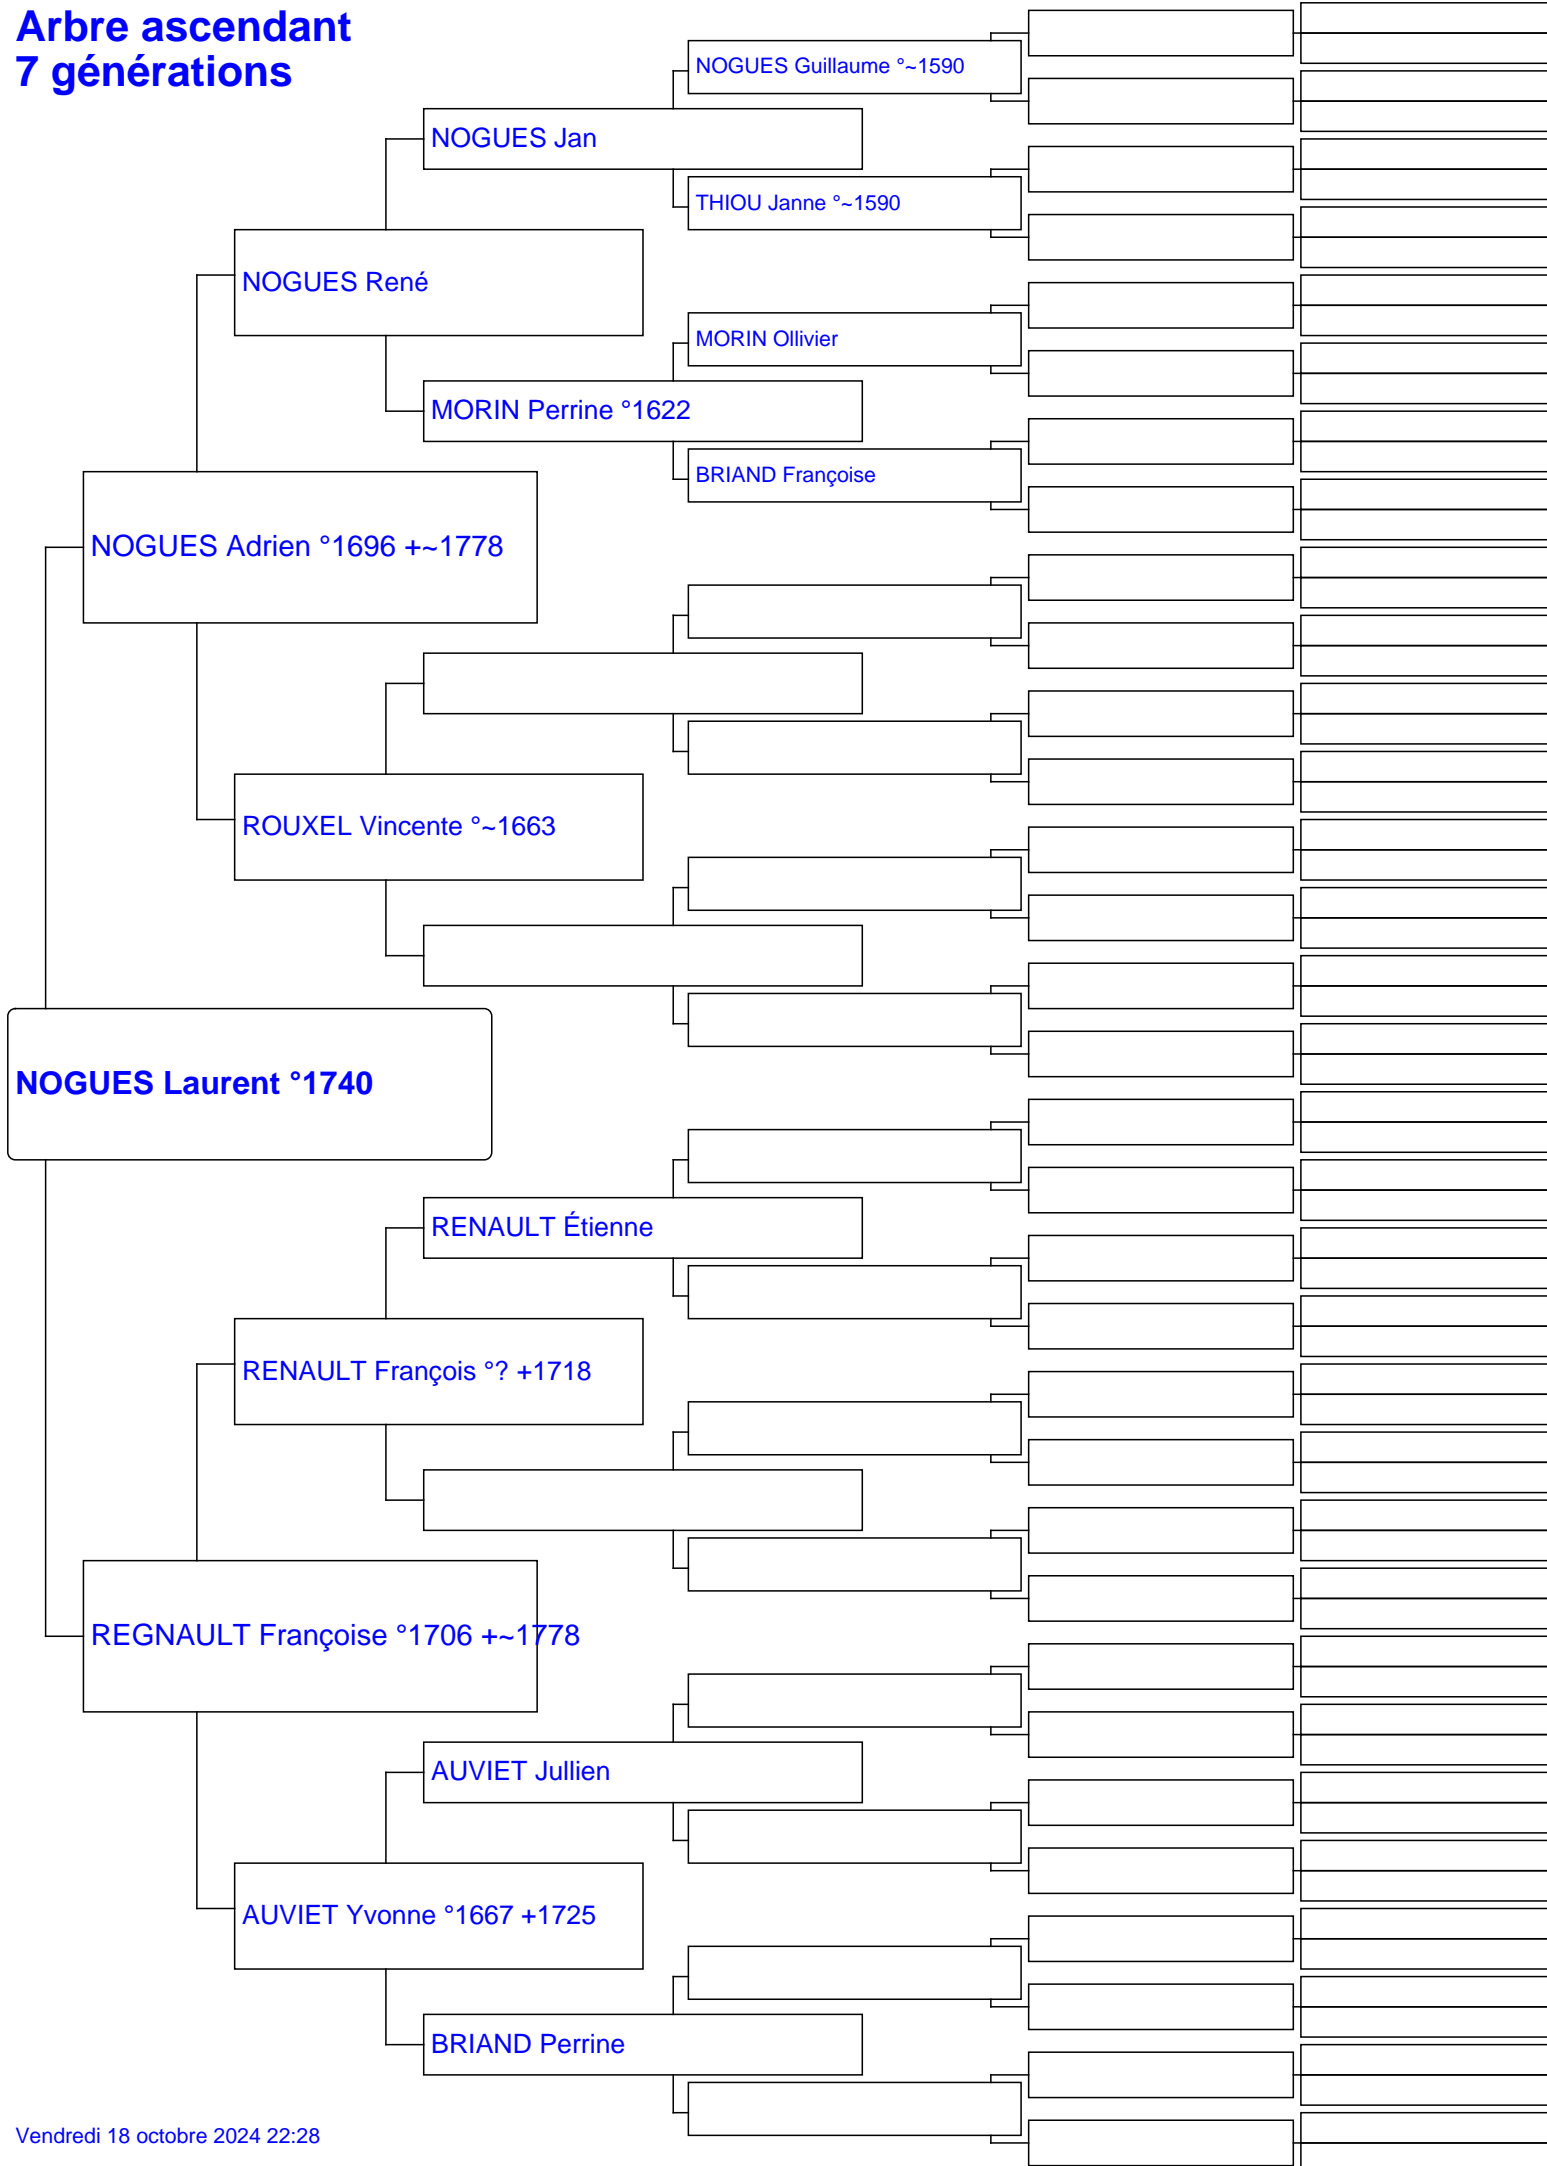 Arbre ascendant
7 générations
NOGUES Guillaume °~1590
NOGUES Jan
THIOU Janne °~1590
NOGUES René
MORIN Ollivier
MORIN Perrine °1622
BRIAND Françoise
NOGUES Adrien °1696 +~1778
ROUXEL Vincente °~1663
NOGUES Laurent °1740
RENAULT Étienne
RENAULT François °? +1718
REGNAULT Françoise °1706 +~1778
AUVIET Jullien
AUVIET Yvonne °1667 +1725
BRIAND Perrine
Vendredi 18 octobre 2024 22:28